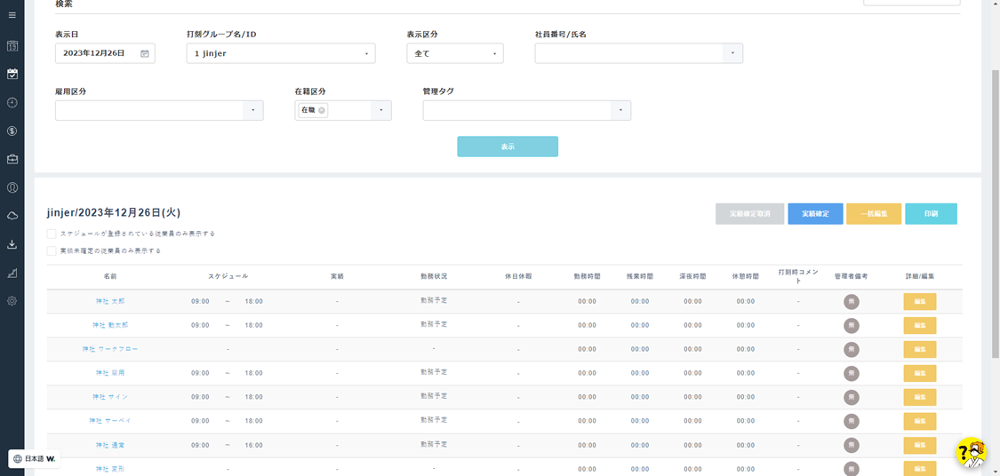 検索
表示日 打刻グループ名/ID 表示区分 社員番号/氏名
2023年12月26日 1 jinjer 全て
雇用区分 在籍区分 管理タグ
在職
表示
jinjer/2023年12月26日(火) 実績確定取消 実績確定 一括編集 印刷
スケジュールが登録されている従業員のみ表示する
実績未確定の従業員のみ表示する
名前 スケジュール 実績 勤務状況 休日休暇 勤務時間 残業時間 深夜時間 休憩時間 打刻時コメント 管理者備考 詳細/編集
神社 太郎 09:00 ～ 18:00 - 勤務予定 - 00:00 00:00 00:00 00:00 - 無 編集
神社 勤太郎 09:00 ～ 18:00 - 勤務予定 - 00:00 00:00 00:00 00:00 - 無 編集
神社 ワークフロー - - - - 00:00 00:00 00:00 00:00 - 無 編集
神社 雇用 09:00 ～ 18:00 - 勤務予定 - 00:00 00:00 00:00 00:00 - 無 編集
神社 サイン 09:00 ～ 18:00 - 勤務予定 - 00:00 00:00 00:00 00:00 - 無 編集
神社 サーベイ 09:00 ～ 18:00 - 勤務予定 - 00:00 00:00 00:00 00:00 - 無 編集
神社 通常 09:00 ～ 16:00 - 勤務予定 - 00:00 00:00 00:00 00:00 - 無 編集
神社 変形 - - - - 00:00 00:00 00:00 00:00 - 無 編集
日本語 W.
?